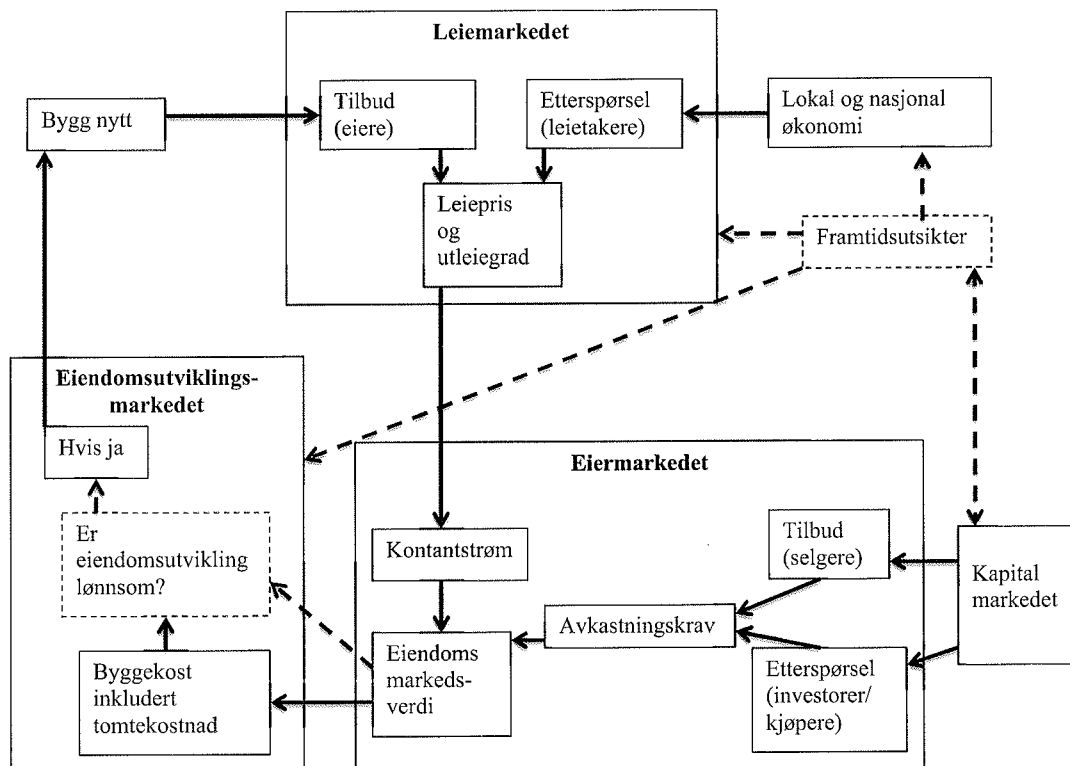 Leiemarkedet
Bygg nytt
Tilbud
(eiere)
Etterspørsel
(leietakere)
Lokal og nasjonal
økonomi
Leiepris
og
utleiegrad
Framtidsutsikter
Eiendomsutviklings-
markedet
Hvis ja
Er
eiendomsutvikling
lønnsom?
Byggekost
inkludert
tomtekostnad
Eiermarkedet
Kontantstrøm
Eiendoms
markeds-
verdi
Avkastningskrav
Tilbud
(selgere)
Etterspørsel
(investorer/
kjøpere)
Kapital
markedet